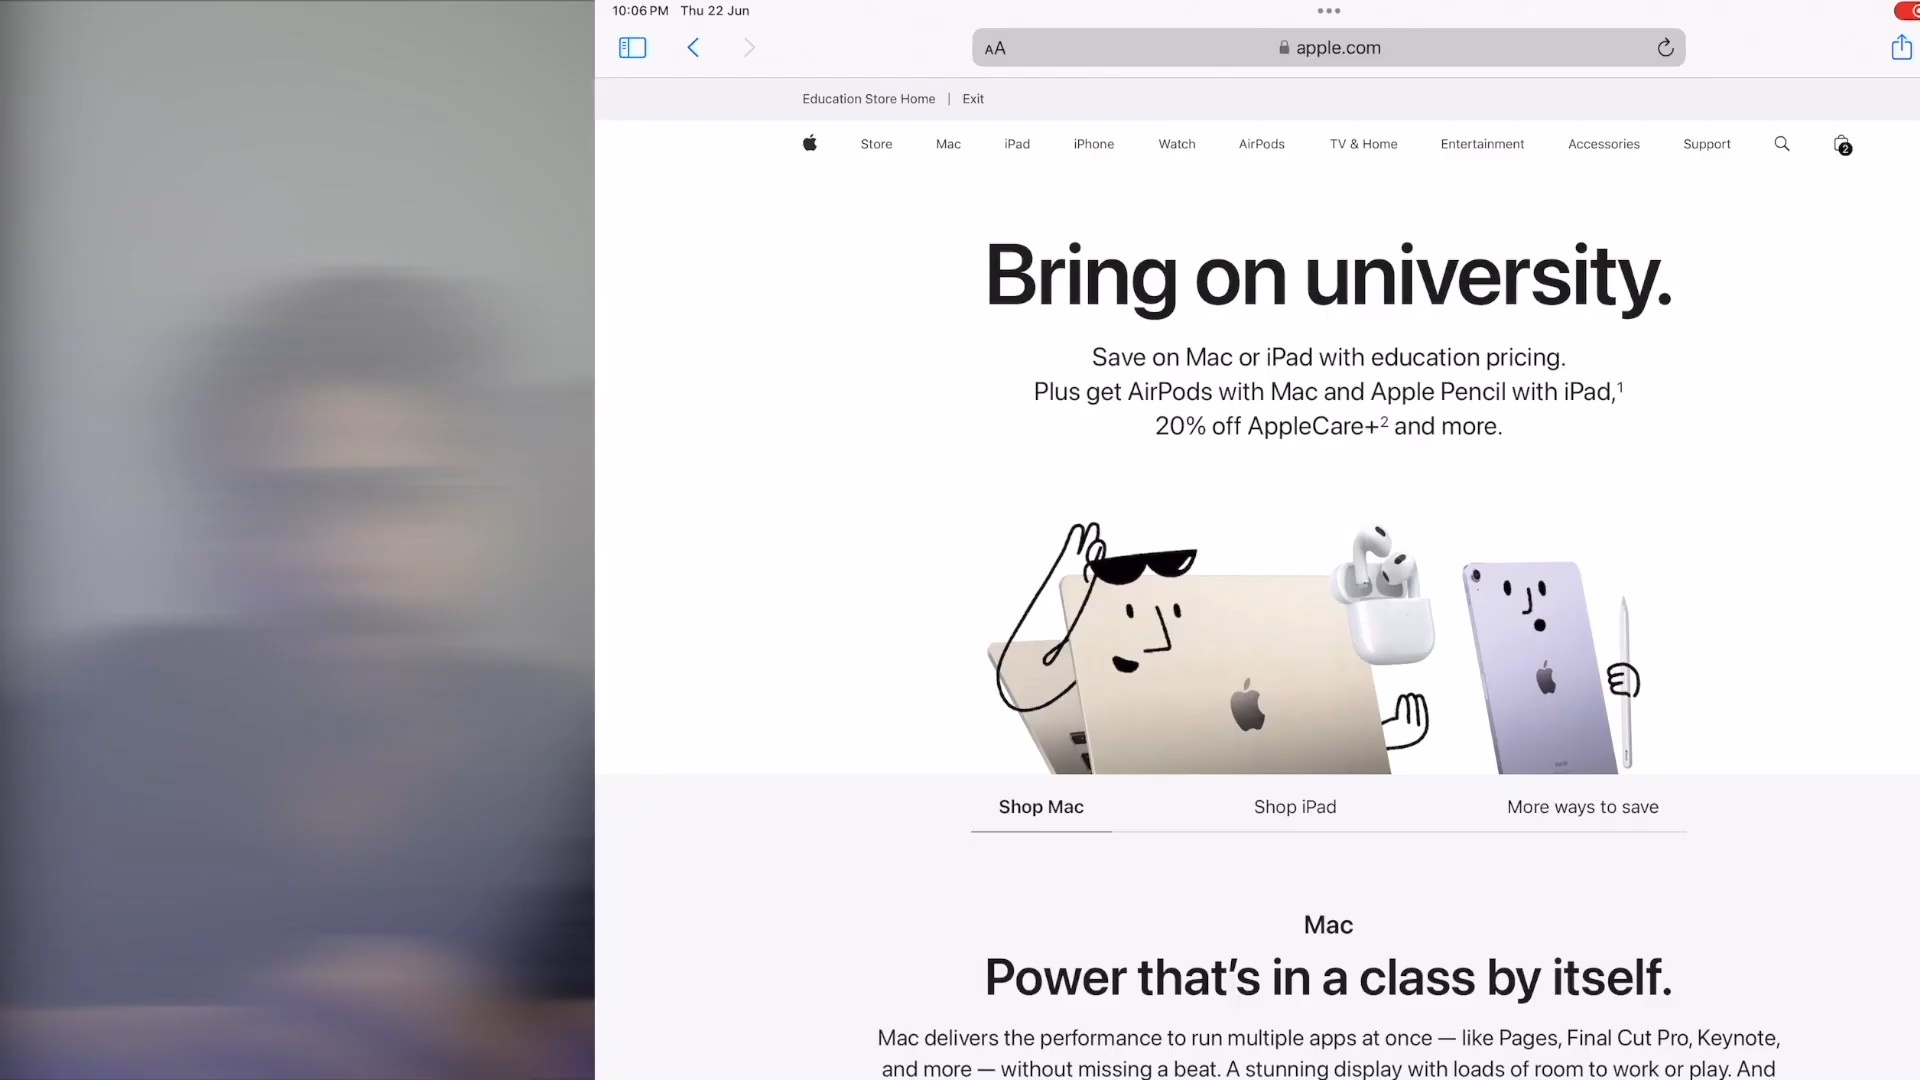 10:06 PM Thu 22 Jun
AA apple.com
Education Store Home | Exit
Store Mac iPad iPhone Watch AirPods TV & Home Entertainment Accessories Support 2
Bring on university.
Save on Mac or iPad with education pricing.
Plus get AirPods with Mac and Apple Pencil with iPad,¹
20% off AppleCare+² and more.
Shop Mac Shop iPad More ways to save
Mac
Power that’s in a class by itself.
Mac delivers the performance to run multiple apps at once — like Pages, Final Cut Pro, Keynote,
and more — without missing a beat. A stunning display with loads of room to work or play. And